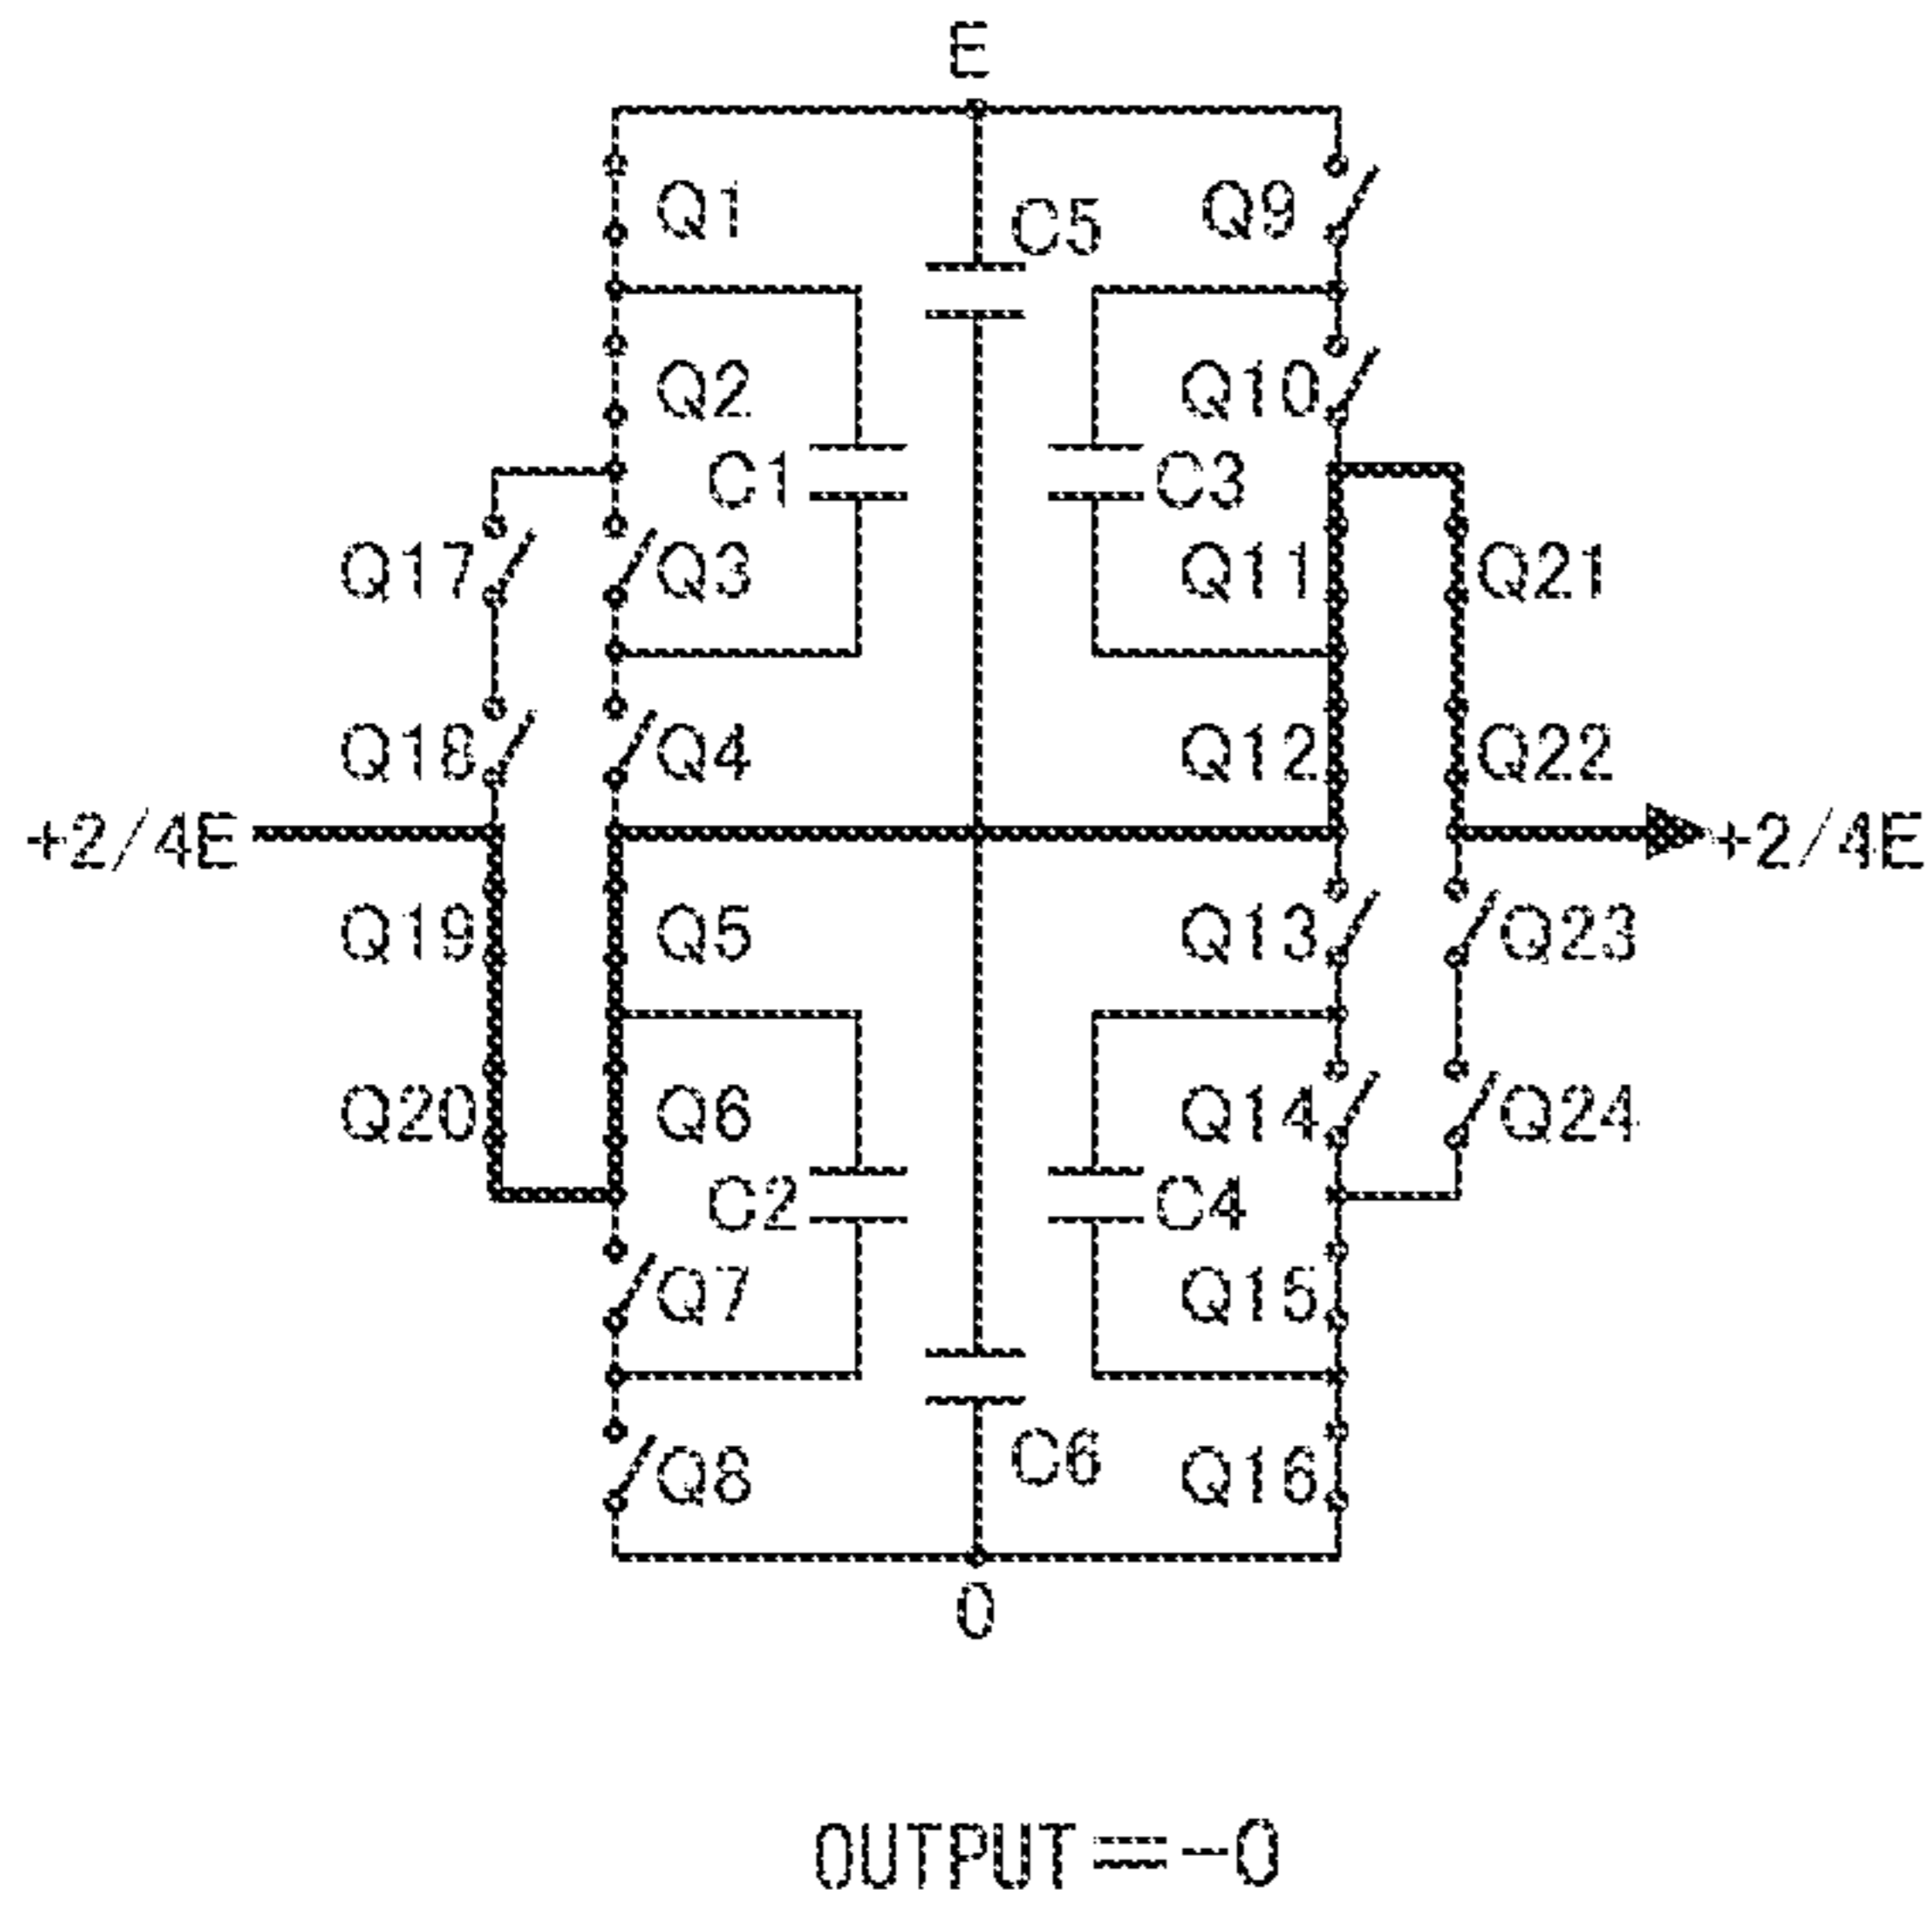 E
Q1 C5 Q9
Q2 Q10
C1 C3
Q17 Q3 Q11 Q21
Q18 Q4 Q12 Q22
+2/4E +2/4E
Q19 Q5 Q13 Q23
Q20 Q6 Q14 Q24
C2 C4
Q7 Q15
Q8 C6 Q16
0
OUTPUT=-0